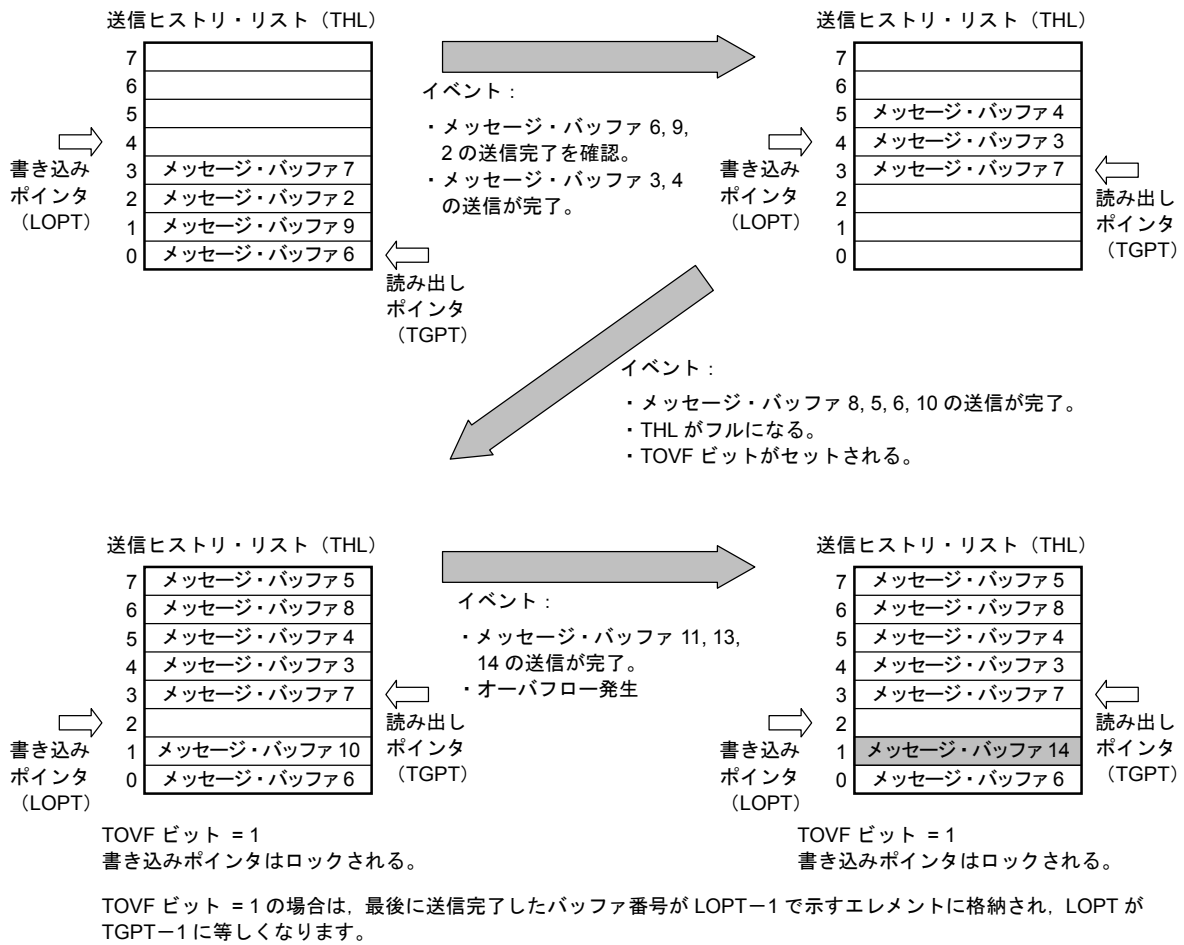 送信ヒストリ・リスト（THL）
7
6
5
4
3 メッセージ・バッファ 7
2 メッセージ・バッファ 2
1 メッセージ・バッファ 9
0 メッセージ・バッファ 6
書き込み
ポインタ
（LOPT）
読み出し
ポインタ
（TGPT）
イベント：
・メッセージ・バッファ 6, 9,
2 の送信完了を確認。
・メッセージ・バッファ 3, 4
の送信が完了。
送信ヒストリ・リスト（THL）
7
6
5 メッセージ・バッファ 4
4 メッセージ・バッファ 3
3 メッセージ・バッファ 7
2
1
0
書き込み
ポインタ
（LOPT）
読み出し
ポインタ
（TGPT）
イベント：
・メッセージ・バッファ 8, 5, 6, 10 の送信が完了。
・THL がフルになる。
・TOVF ビットがセットされる。
送信ヒストリ・リスト（THL）
7 メッセージ・バッファ 5
6 メッセージ・バッファ 8
5 メッセージ・バッファ 4
4 メッセージ・バッファ 3
3 メッセージ・バッファ 7
2
1 メッセージ・バッファ 10
0 メッセージ・バッファ 6
書き込み
ポインタ
（LOPT）
読み出し
ポインタ
（TGPT）
TOVF ビット = 1
書き込みポインタはロックされる。
イベント：
・メッセージ・バッファ 11, 13,
14 の送信が完了。
・オーバフロー発生
送信ヒストリ・リスト（THL）
7 メッセージ・バッファ 5
6 メッセージ・バッファ 8
5 メッセージ・バッファ 4
4 メッセージ・バッファ 3
3 メッセージ・バッファ 7
2
1 メッセージ・バッファ 14
0 メッセージ・バッファ 6
書き込み
ポインタ
（LOPT）
読み出し
ポインタ
（TGPT）
TOVF ビット = 1
書き込みポインタはロックされる。
TOVF ビット = 1 の場合は，最後に送信完了したバッファ番号が LOPT－1 で示すエレメントに格納され，LOPT が
TGPT－1 に等しくなります。